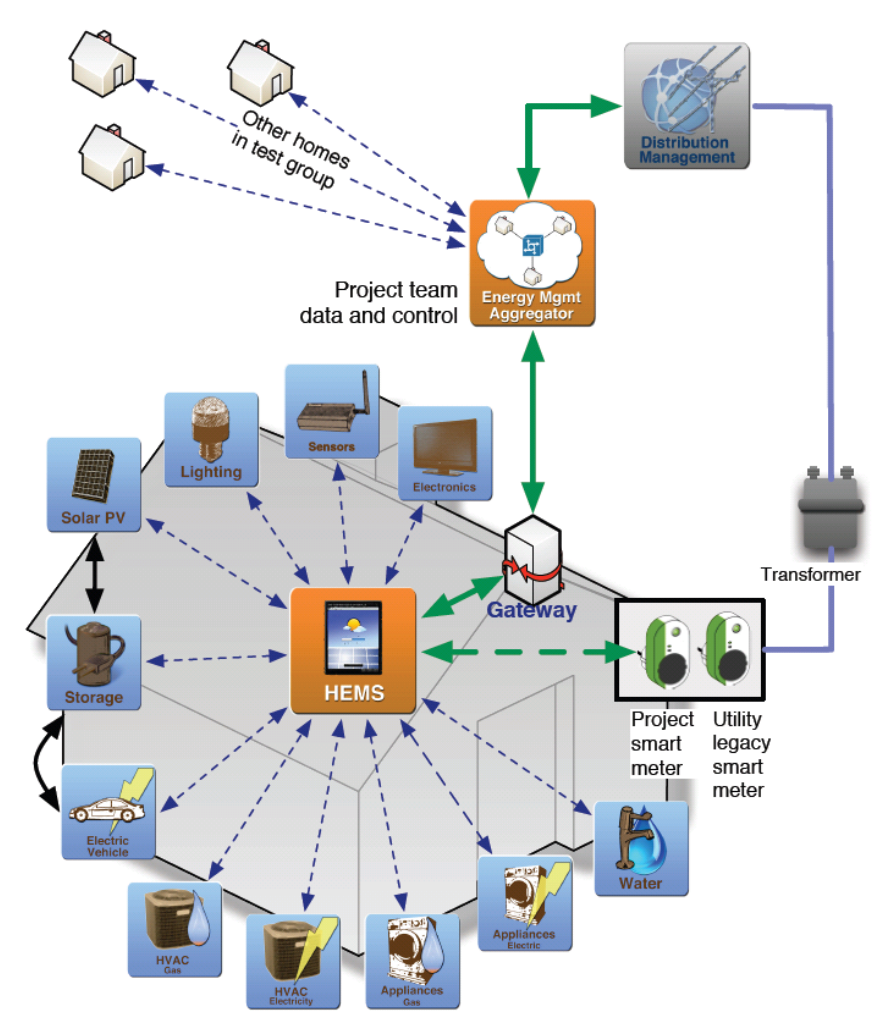 Other homes
in test group
Distribution
Management
Energy Mgmt
Aggregator
Project team
data and control
Sensors
Lighting
Electronics
Solar PV
Transformer
Gateway
Storage
HEMS
Project
smart
meter
Utility
legacy
smart
meter
Electric
Vehicle
Water
Appliances
Electric
HVAC
Gas
HVAC
Electricity
Appliances
Gas